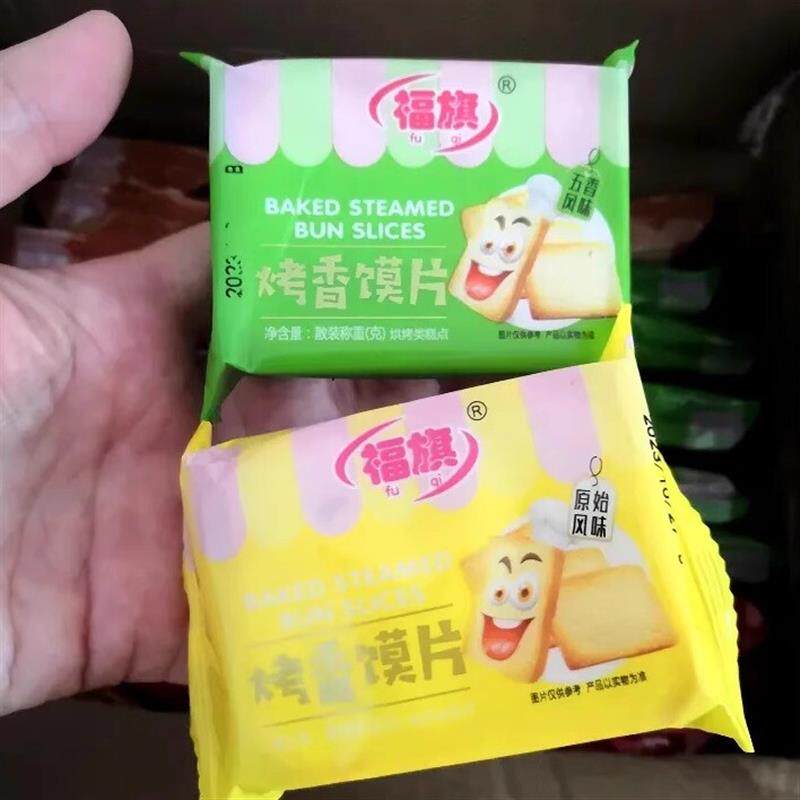 福旗®
fu qi
五香
风味
BAKED STEAMED
BUN SLICES
烤香馍片
净含量：散装称重(克) 烘烤类糕点
图片仅供参考 产品以实物为准
B
福旗®
fu qi
原始
风味
BAKED STEAMED
BUN SLICES
烤香馍片
图片仅供参考 产品以实物为准